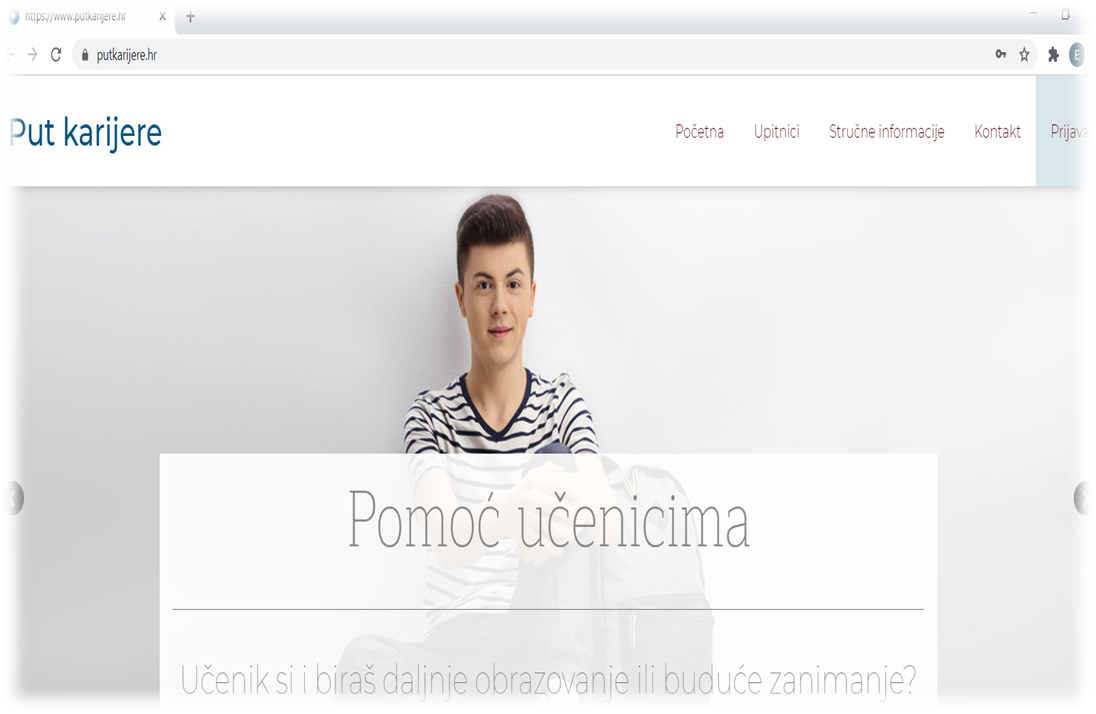 https://www.putkarijere.hr
putkarijere.hr
E
Put karijere
Početna
Upitnici
Stručne informacije
Kontakt
Prijava
Pomoć učenicima
Učenik si i biraš daljnje obrazovanje ili buduće zanimanje?